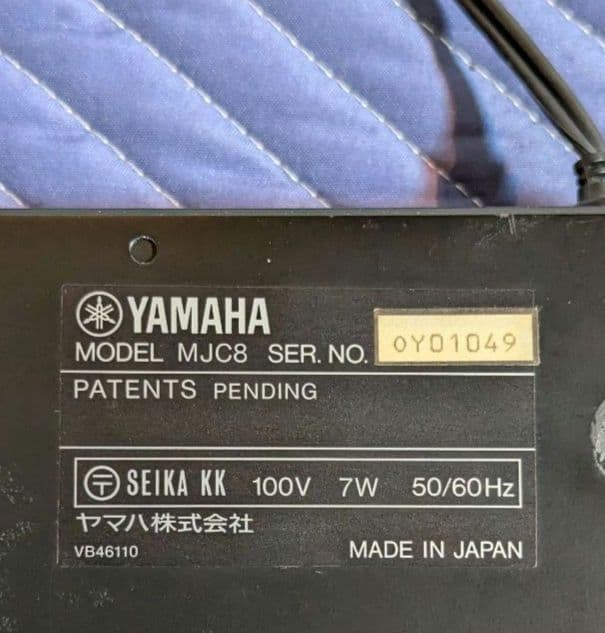 YAMAHA
MODEL MJC8 SER. NO. OY01049
PATENTS PENDING
〒 SEIKA KK 100V 7W 50/60Hz
ヤマハ株式会社
VB46110 MADE IN JAPAN